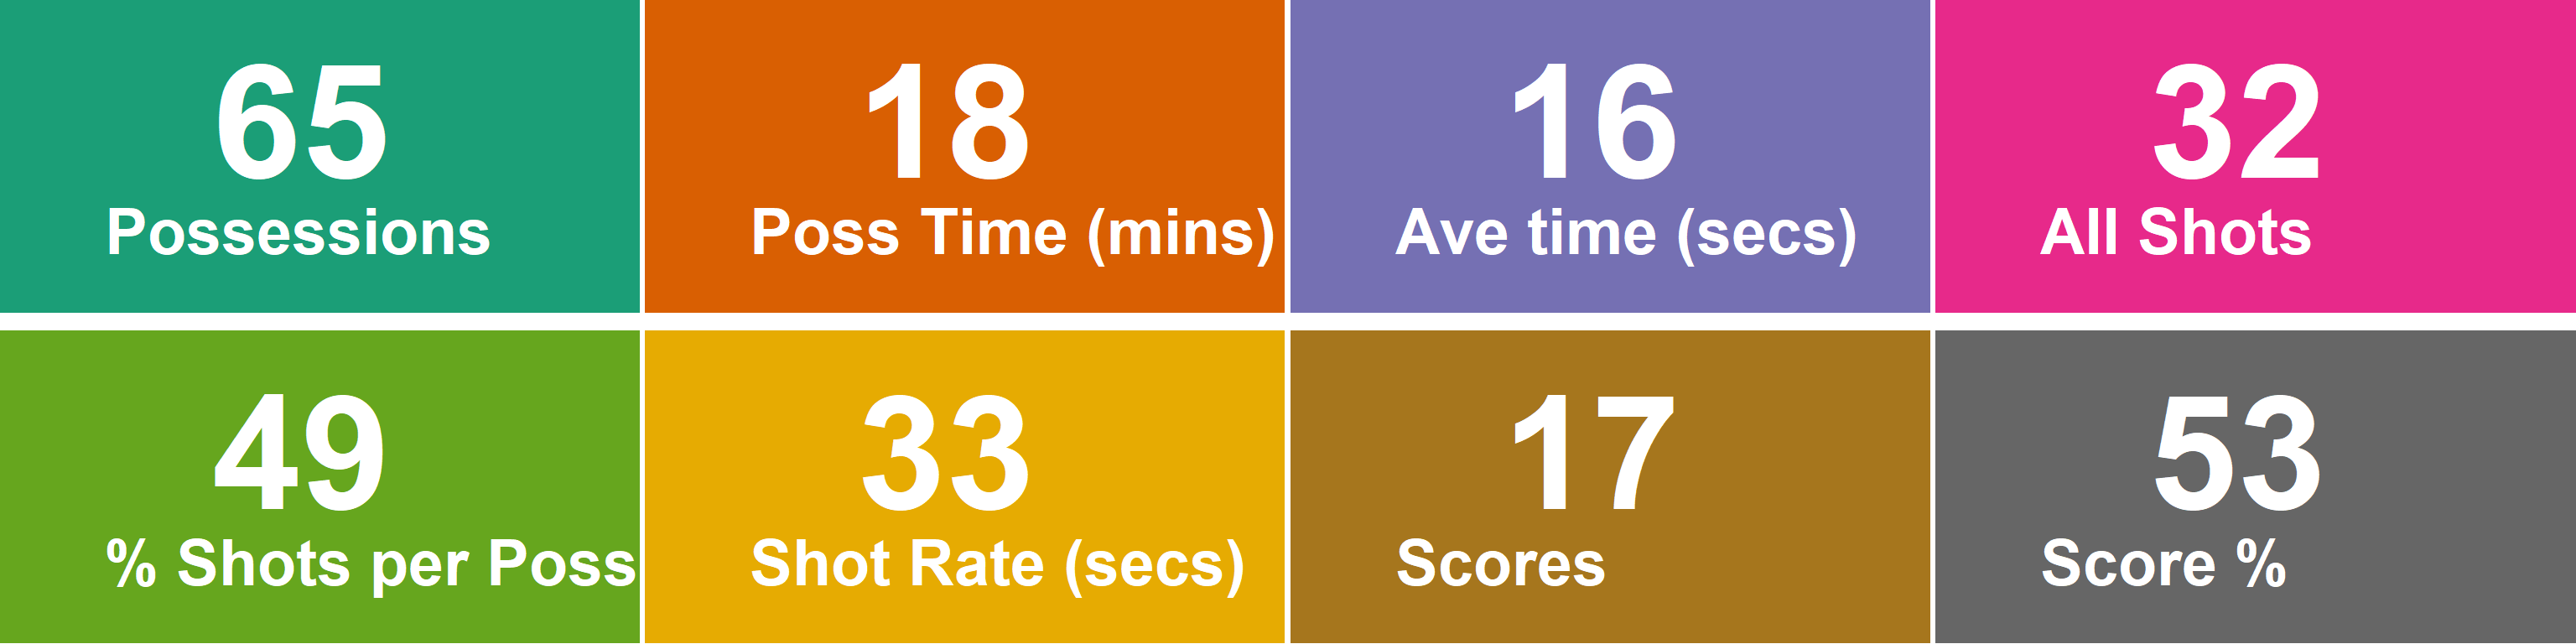 65
Possessions
18
Poss Time (mins)
16
Ave time (secs)
32
All Shots
49
% Shots per Poss
33
Shot Rate (secs)
17
Scores
53
Score %